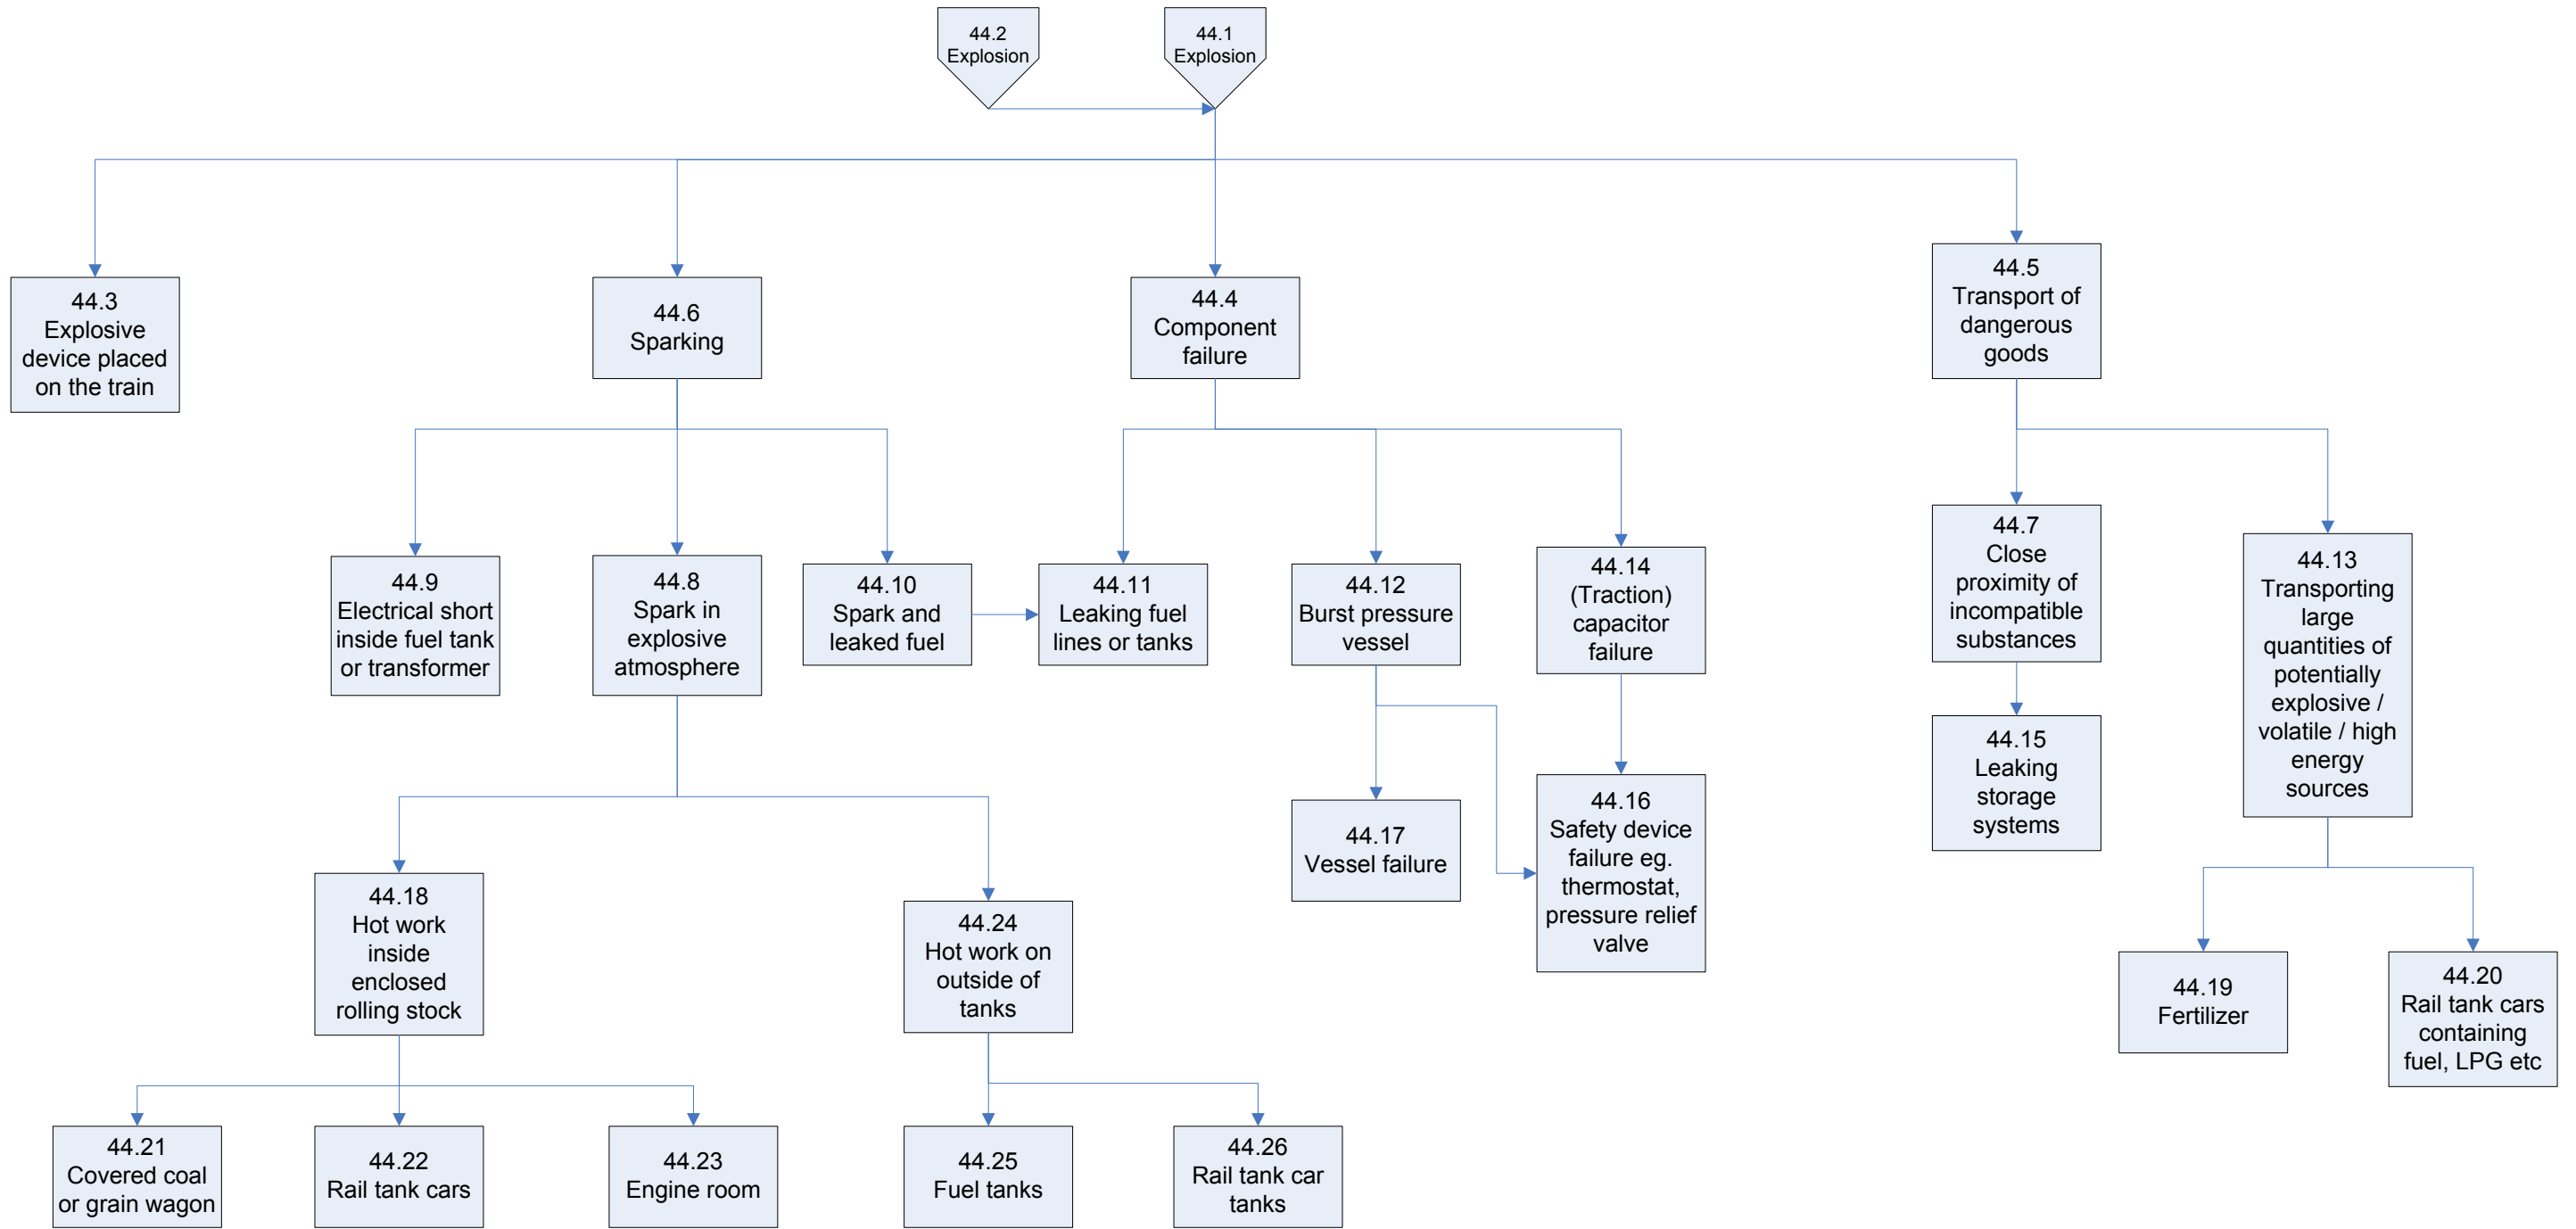 44.2
Explosion
44.1
Explosion
44.3
Explosive
device placed
on the train
44.6
Sparking
44.4
Component
failure
44.5
Transport of
dangerous
goods
44.9
Electrical short
inside fuel tank
or transformer
44.8
Spark in
explosive
atmosphere
44.10
Spark and
leaked fuel
44.11
Leaking fuel
lines or tanks
44.12
Burst pressure
vessel
44.14
(Traction)
capacitor
failure
44.7
Close
proximity of
incompatible
substances
44.13
Transporting
large
quantities of
potentially
explosive /
volatile / high
energy
sources
44.15
Leaking
storage
systems
44.17
Vessel failure
44.16
Safety device
failure eg.
thermostat,
pressure relief
valve
44.18
Hot work
inside
enclosed
rolling stock
44.24
Hot work on
outside of
tanks
44.19
Fertilizer
44.20
Rail tank cars
containing
fuel, LPG etc
44.21
Covered coal
or grain wagon
44.22
Rail tank cars
44.23
Engine room
44.25
Fuel tanks
44.26
Rail tank car
tanks